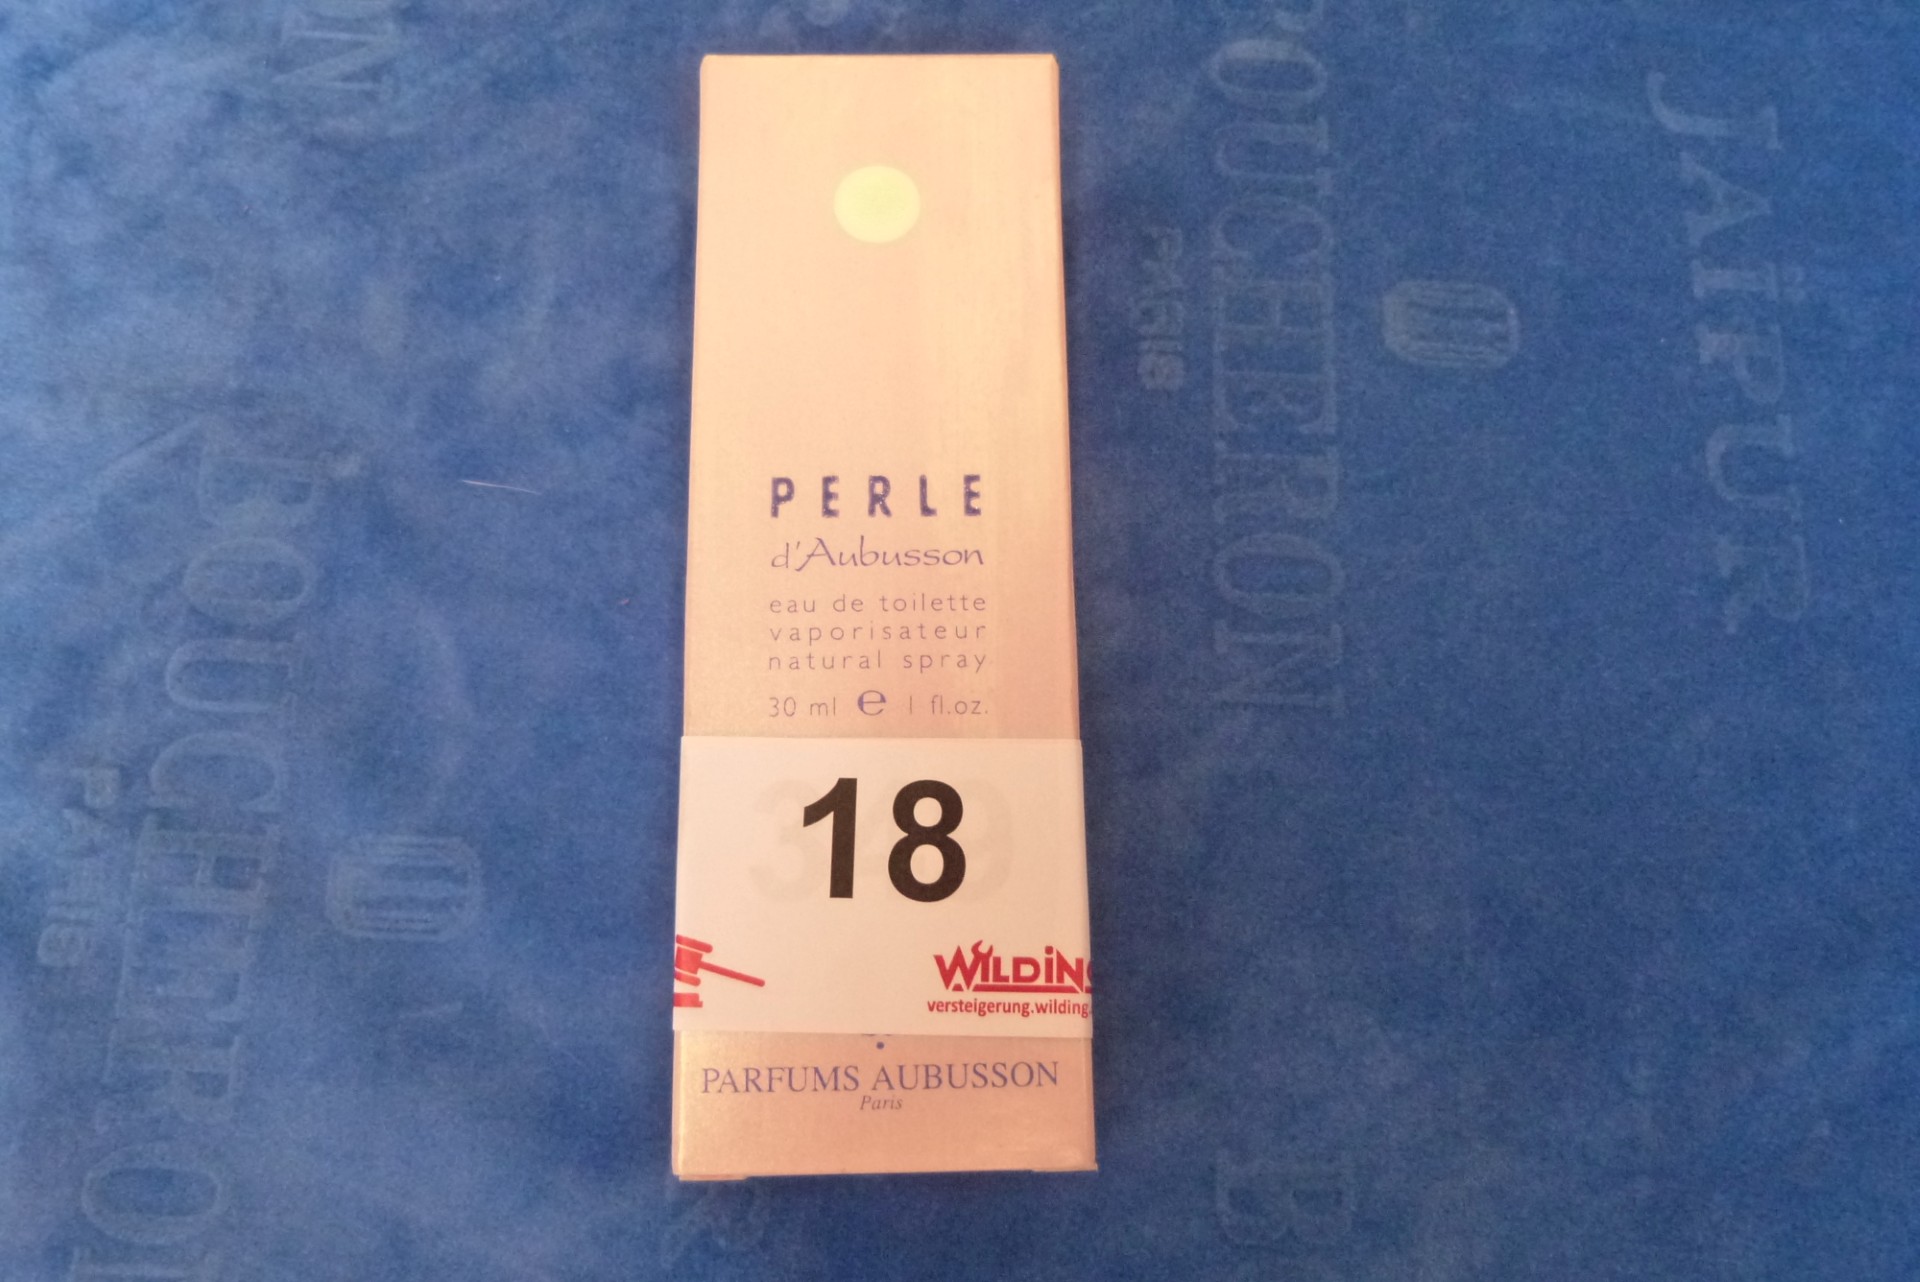 PERLE
d'Aubusson
eau de toilette
vaporisateur
natural spray
30 ml e 1 fl.oz.
18
WILDIN
versteigerung.wilding.
PARFUMS AUBUSSON
Paris
JAÏPUR
BOUCHERON
PARIS
BOUCHERON
PARIS